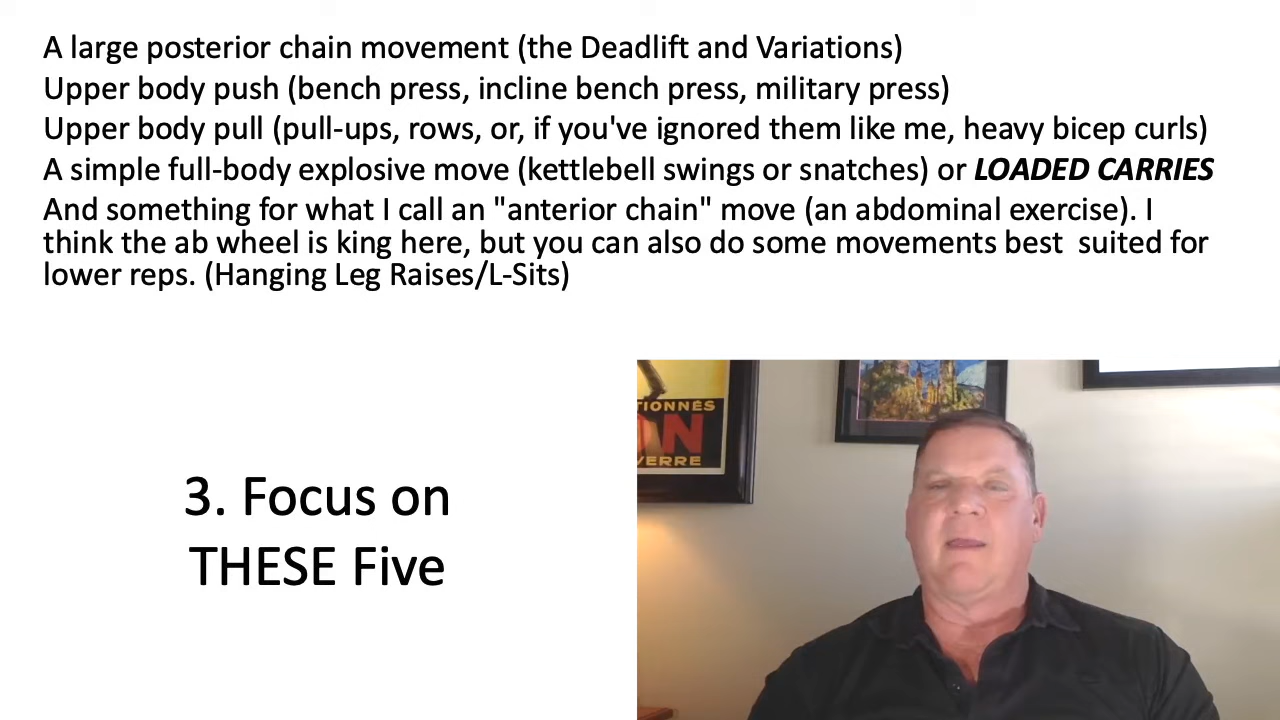 A large posterior chain movement (the Deadlift and Variations)
Upper body push (bench press, incline bench press, military press)
Upper body pull (pull-ups, rows, or, if you've ignored them like me, heavy bicep curls)
A simple full-body explosive move (kettlebell swings or snatches) or LOADED CARRIES
And something for what I call an "anterior chain" move (an abdominal exercise). I
think the ab wheel is king here, but you can also do some movements best  suited for
lower reps. (Hanging Leg Raises/L-Sits)
3. Focus on
THESE Five
TIONNÉS
ON
VERRE